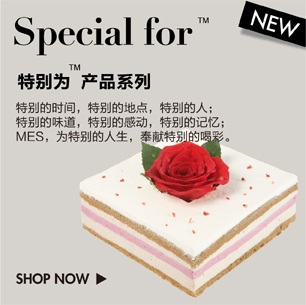 Special for™
NEW
特别为™产品系列
特别的时间，特别的地点，特别的人；
特别的味道，特别的感动，特别的记忆；
MES，为特别的人生，奉献特别的喝彩。
SHOP NOW ▶